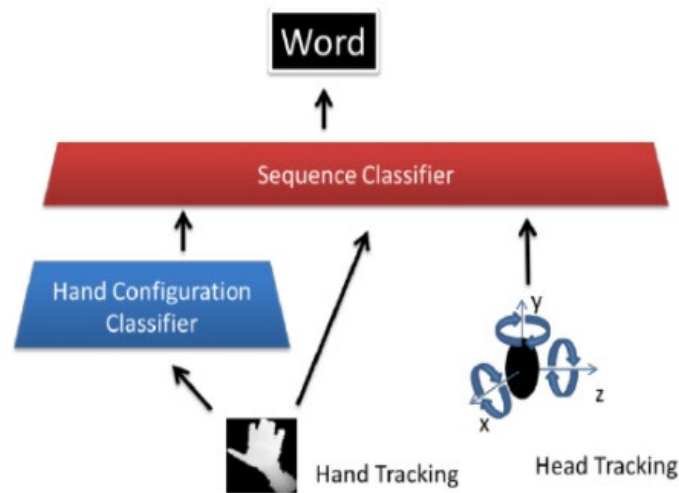 Word
Sequence Classifier
Hand Configuration
Classifier
y
z
x
Hand Tracking
Head Tracking